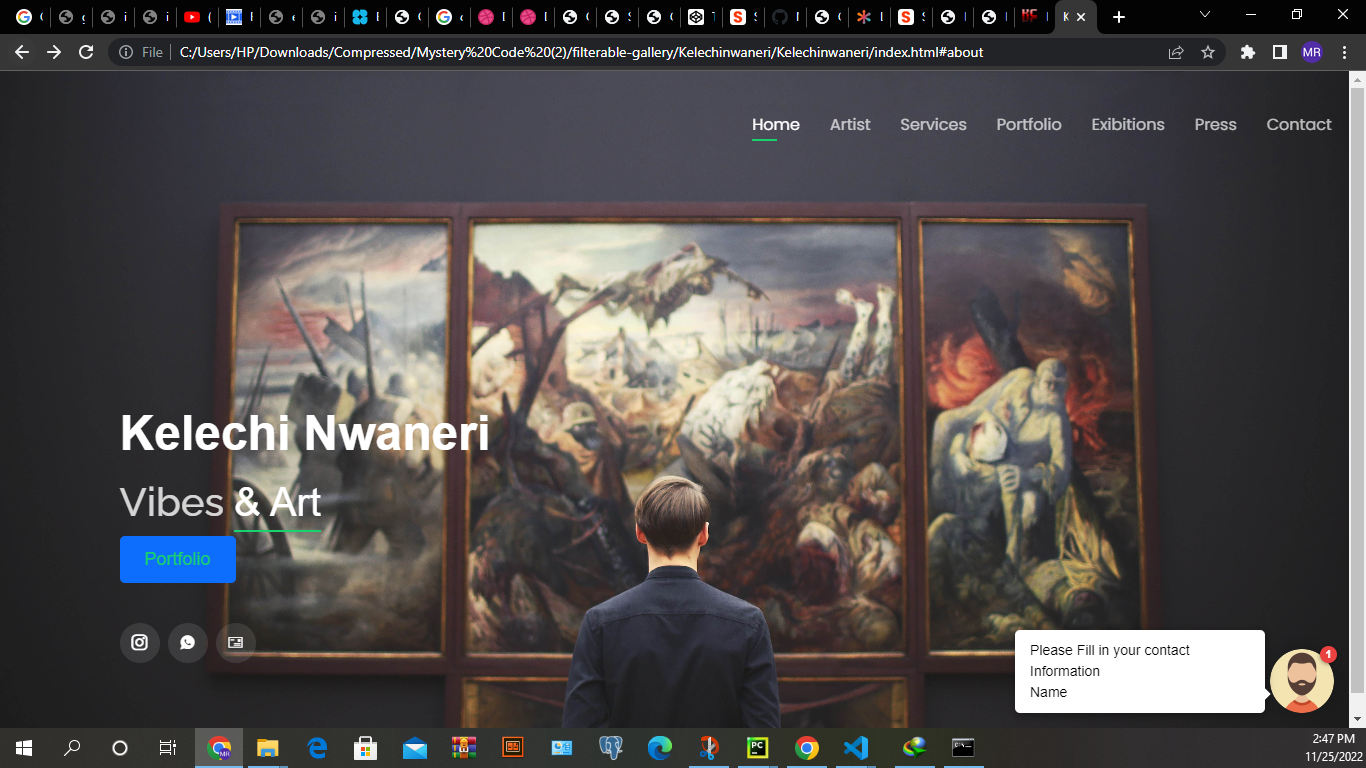 File
C:/Users/HP/Downloads/Compressed/Mystery%20Code%20(2)/filterable-gallery/Kelechinwaneri/Kelechinwaneri/index.html#about
MR
Home Artist Services Portfolio Exibitions Press Contact
Kelechi Nwaneri
Vibes & Art
Portfolio
Please Fill in your contact
Information
Name
1
2:47 PM
11/25/2022